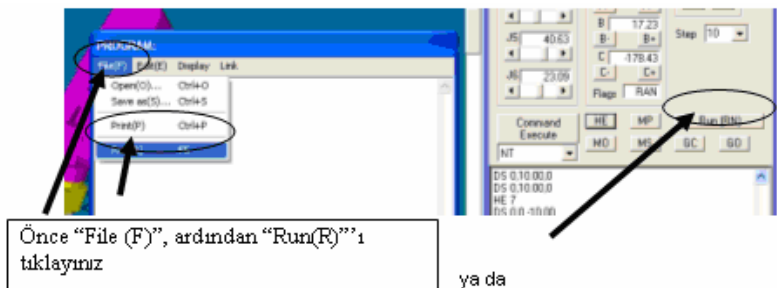 PROGRAM:
File(F) Edit(E) Display Link
Open(O)... Ctrl+O
Save as(S)... Ctrl+S
Print(P) Ctrl+P
J5 40.63
J6 23.09
B 17.23
B- B+
C -178.43
C- C+
Flags RAN
Step 10
Command
Execute
NT
HE MP Run (RN)
MO MS GC GO
DS 0,10.00,0
DS 0,10.00,0
HE 7
DS 0,0,-10.00
Önce “File (F)”, ardından “Run(R)”’ı
tıklayınız
ya da